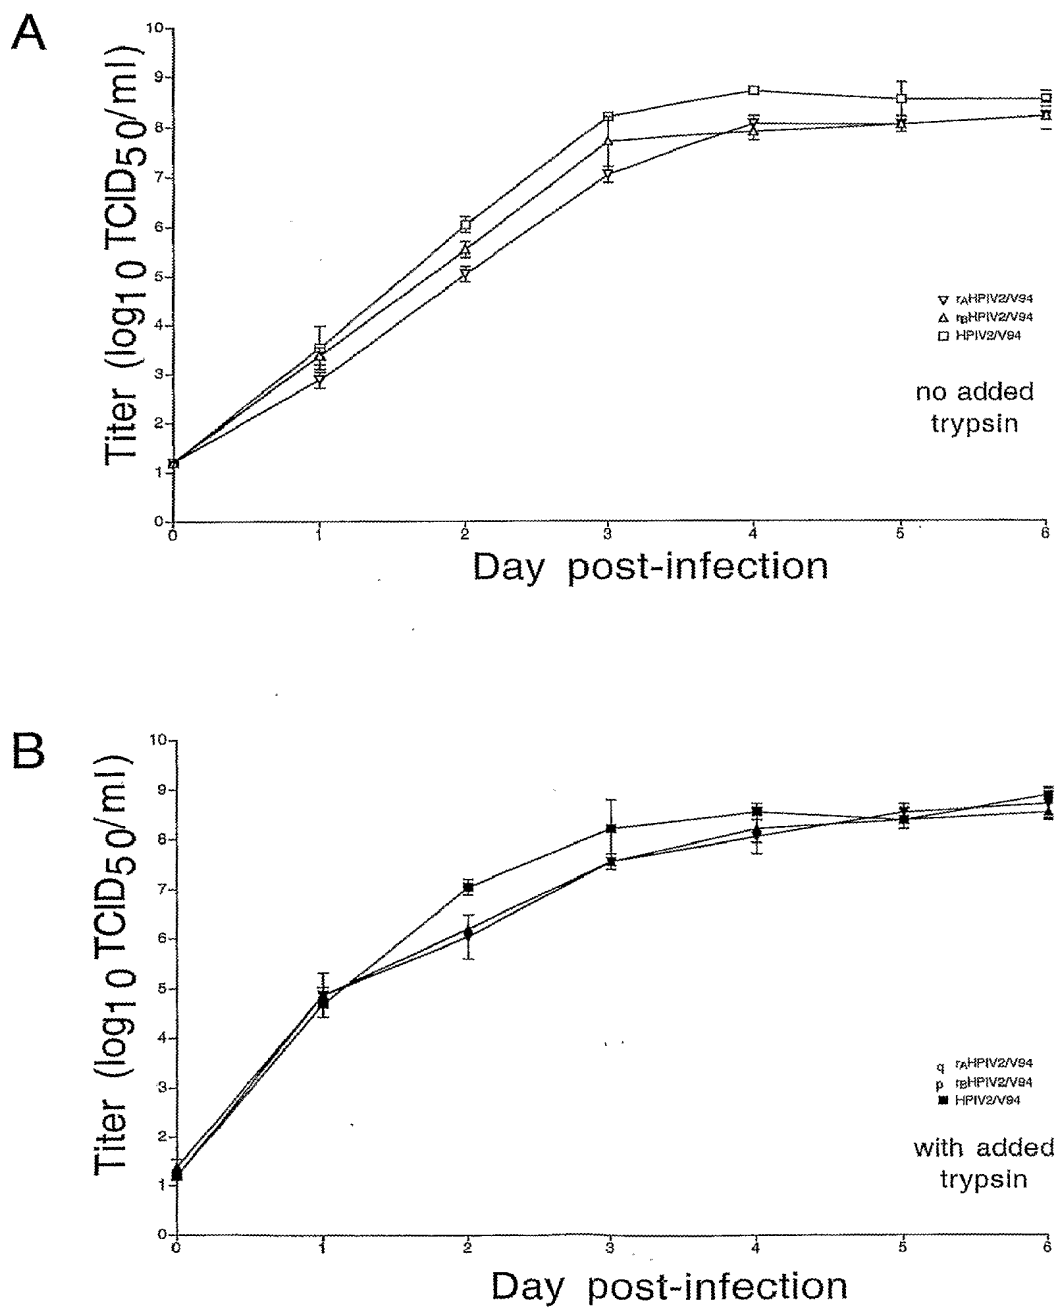 A
Titer (log10 TCID50/ml)
10
9
8
7
6
5
4
3
2
1
0
0 1 2 3 4 5 6
Day post-infection
rAHPIV2/V94
rBHPIV2/V94
HPIV2/V94
no added
trypsin
B
Titer (log10 TCID50/ml)
10
9
8
7
6
5
4
3
2
1
0
0 1 2 3 4 5 6
Day post-infection
q rAHPIV2/V94
p rBHPIV2/V94
HPIV2/V94
with added
trypsin